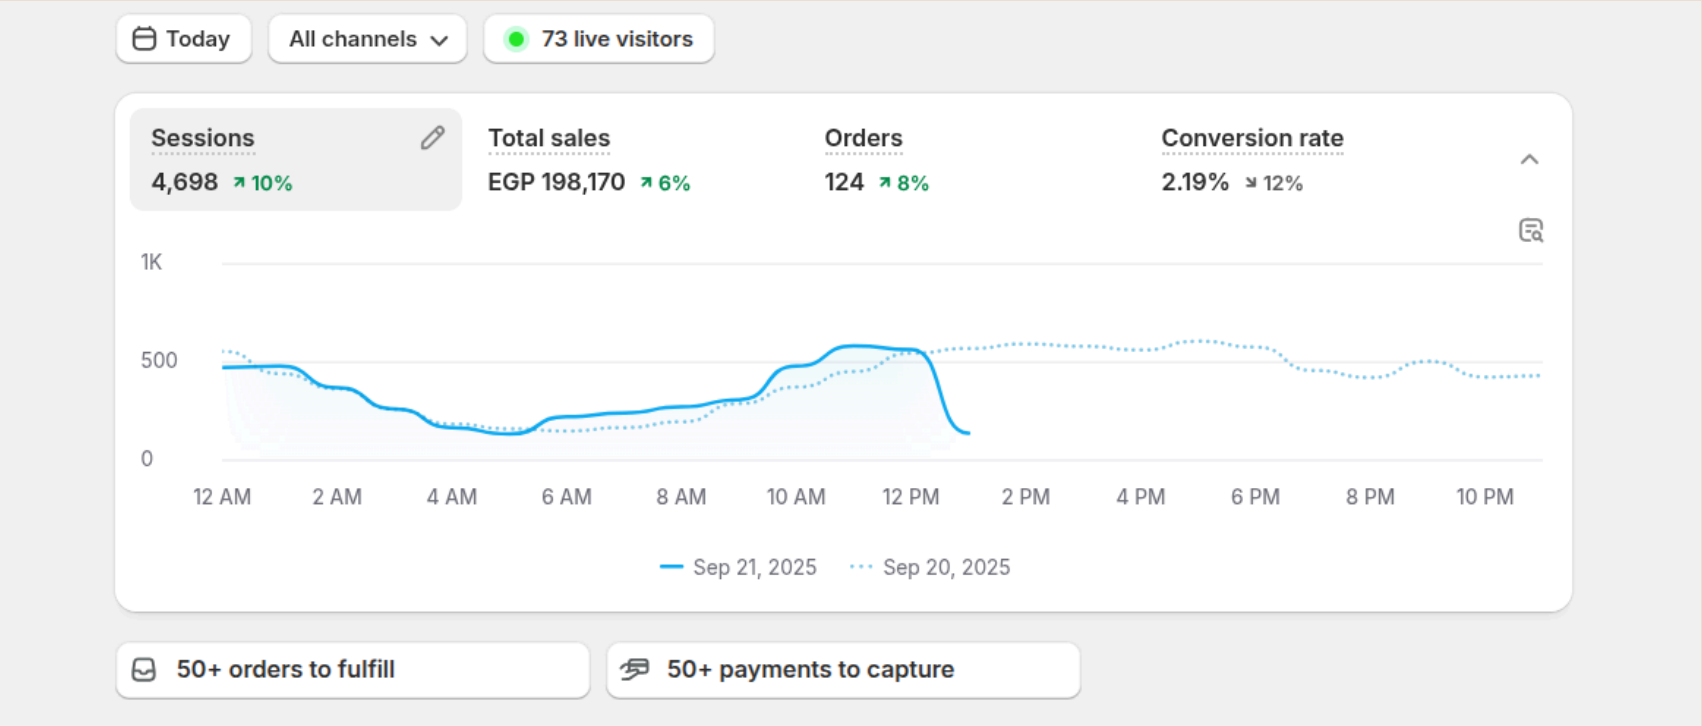 Today
All channels
73 live visitors
Sessions
4,698 10%
Total sales
EGP 198,170 6%
Orders
124 8%
Conversion rate
2.19% 12%
1K
500
0
12 AM 2 AM 4 AM 6 AM 8 AM 10 AM 12 PM 2 PM 4 PM 6 PM 8 PM 10 PM
Sep 21, 2025 Sep 20, 2025
50+ orders to fulfill
50+ payments to capture